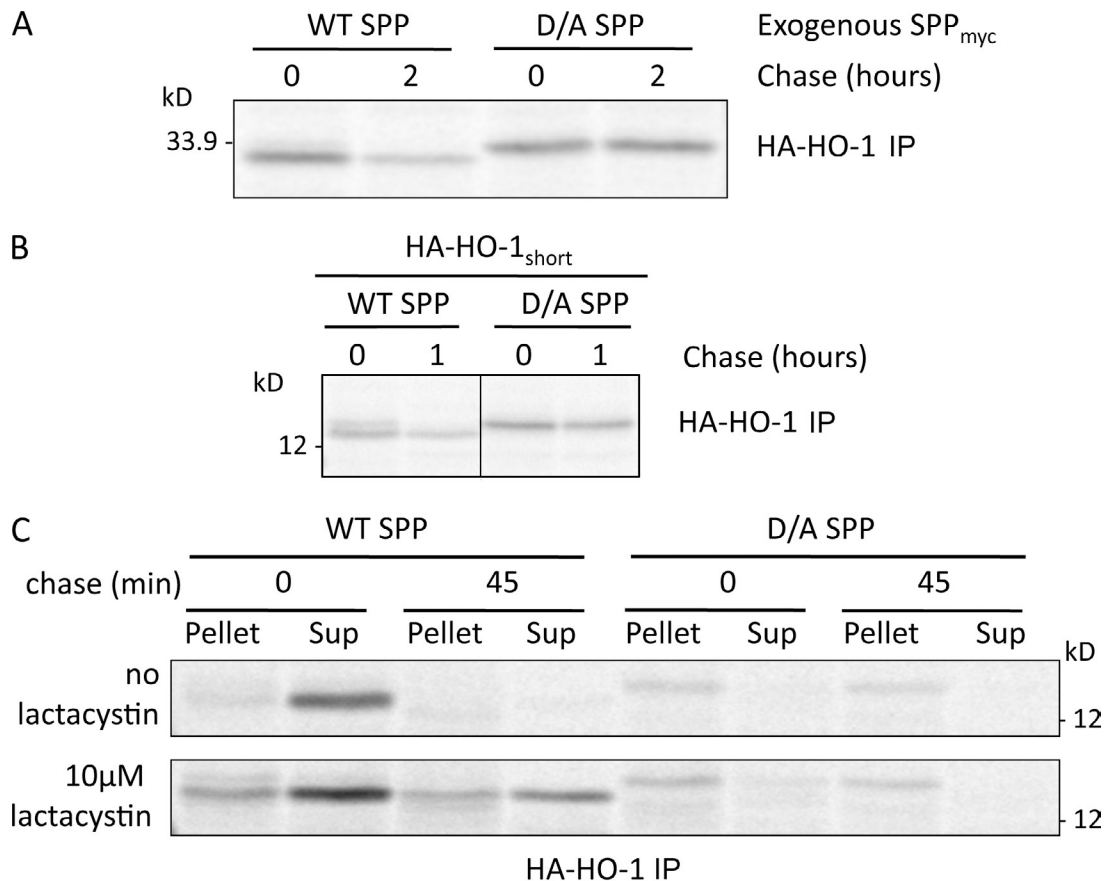 A
WT SPP D/A SPP Exogenous SPPmyc
0 2 0 2 Chase (hours)
kD
33.9 HA-HO-1 IP
B
HA-HO-1short
WT SPP D/A SPP
0 1 0 1 Chase (hours)
kD
HA-HO-1 IP
12
C
WT SPP D/A SPP
chase (min) 0 45 0 45
Pellet Sup Pellet Sup Pellet Sup Pellet Sup
kD
no
lactacystin
12
10µM
lactacystin
12
HA-HO-1 IP